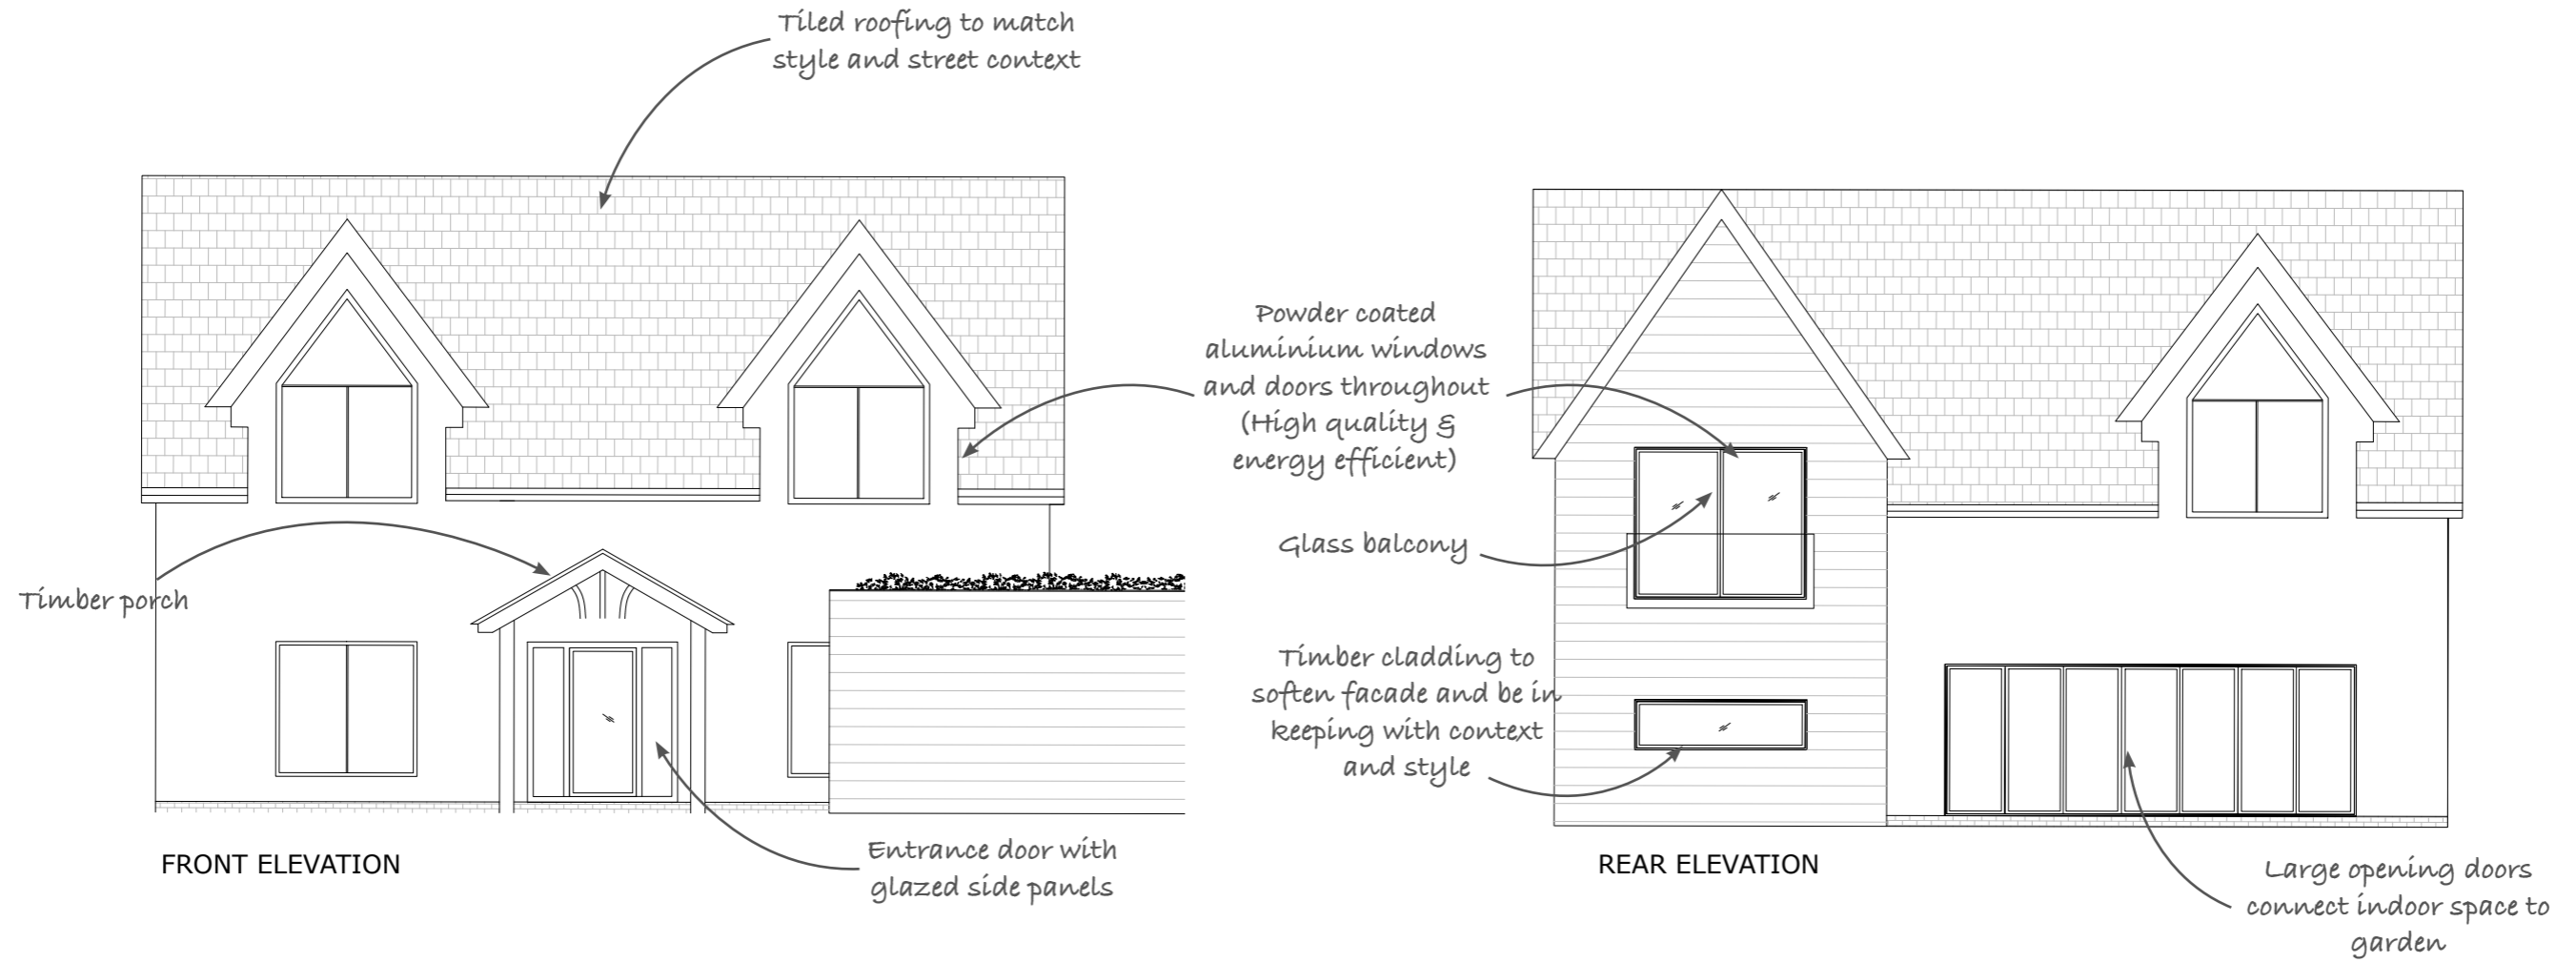 Tiled roofing to match
style and street context
Powder coated
aluminium windows
and doors throughout
(High quality &
energy efficient)
Glass balcony
Timber porch
Timber cladding to
soften facade and be in
keeping with context
and style
Entrance door with
glazed side panels
FRONT ELEVATION
REAR ELEVATION
Large opening doors
connect indoor space to
garden